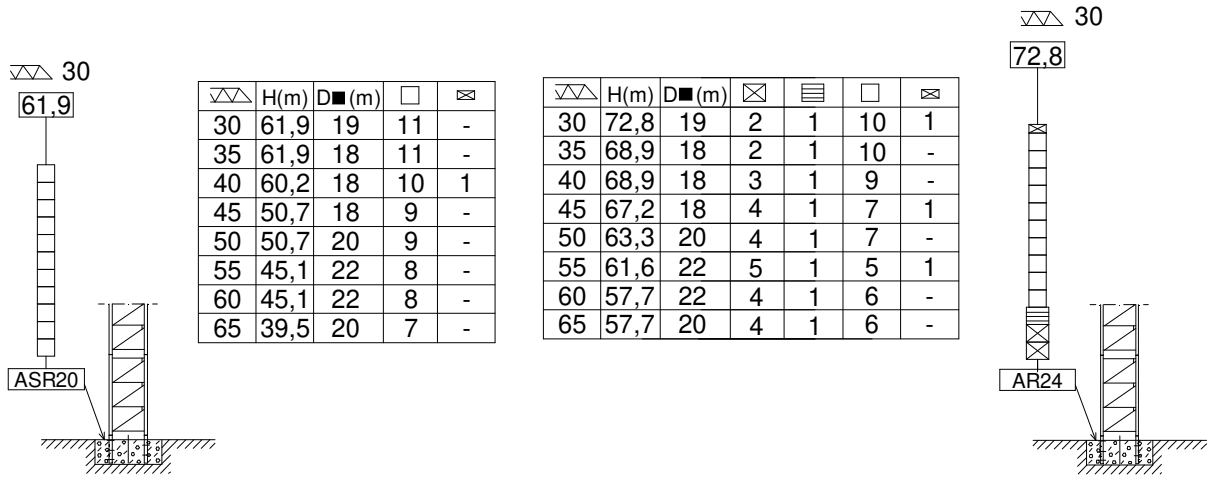 30
61,9
H(m) D■(m)
30 61,9 19 11 -
35 61,9 18 11 -
40 60,2 18 10 1
45 50,7 18 9 -
50 50,7 20 9 -
55 45,1 22 8 -
60 45,1 22 8 -
65 39,5 20 7 -
ASR20
H(m) D■(m)
30 72,8 19 2 1 10 1
35 68,9 18 2 1 10 -
40 68,9 18 3 1 9 -
45 67,2 18 4 1 7 1
50 63,3 20 4 1 7 -
55 61,6 22 5 1 5 1
60 57,7 22 4 1 6 -
65 57,7 20 4 1 6 -
30
72,8
AR24